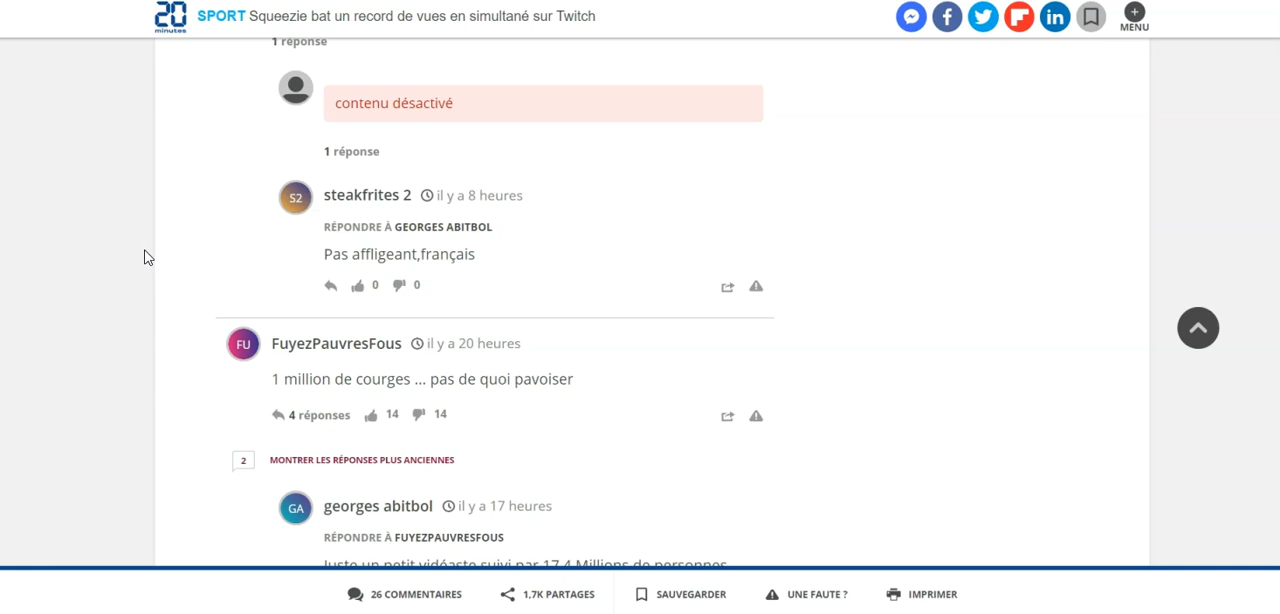 20 minutes SPORT Squeezie bat un record de vues en simultané sur Twitch
MENU
1 réponse
contenu désactivé
1 réponse
S2 steakfrites 2 il y a 8 heures
RÉPONDRE À GEORGES ABITBOL
Pas affligeant,français
0 0
FU FuyezPauvresFous il y a 20 heures
1 million de courges ... pas de quoi pavoiser
4 réponses 14 14
2 MONTRER LES RÉPONSES PLUS ANCIENNES
GA georges abitbol il y a 17 heures
RÉPONDRE À FUYEZPAUVRESFOUS
Juste un petit vidéaste suivi par 17,4 Millions de personnes
26 COMMENTAIRES 1,7K PARTAGES SAUVEGARDER UNE FAUTE ? IMPRIMER